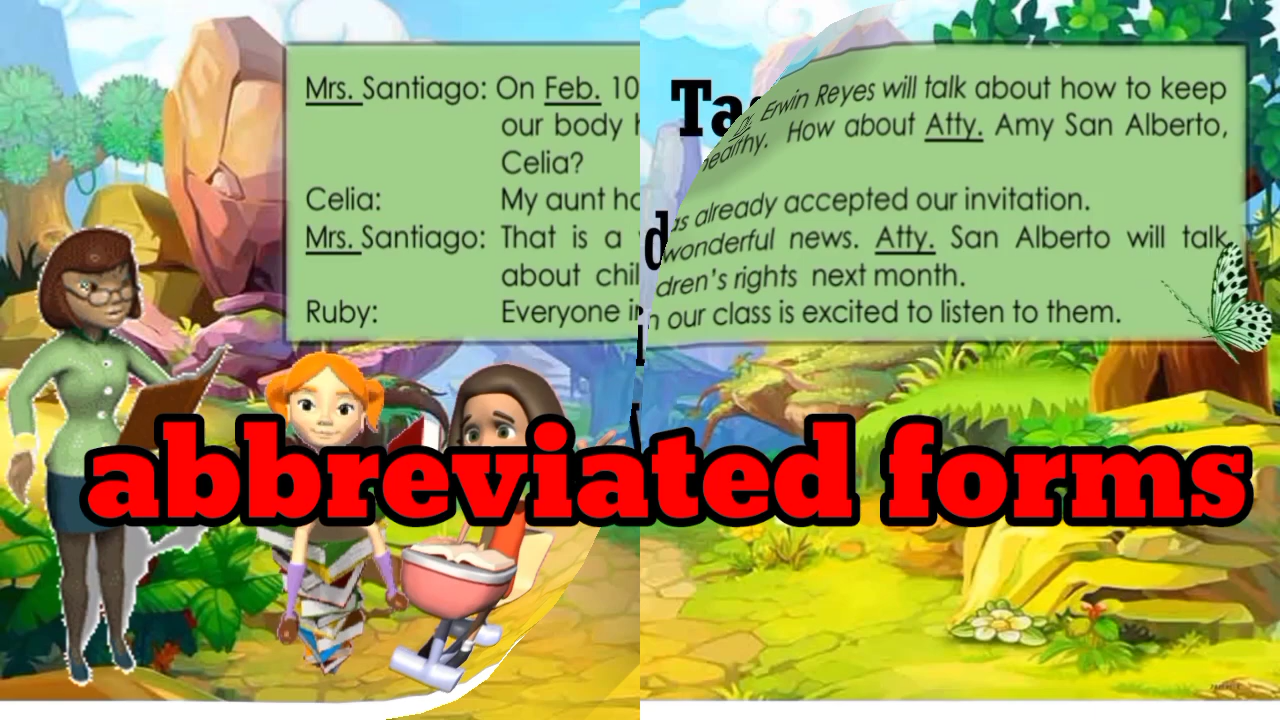 Mrs. Santiago: On Feb. 10 Dr. Erwin Reyes will talk about how to keep
our body healthy. How about Atty. Amy San Alberto,
Celia?
Celia: My aunt has already accepted our invitation.
Mrs. Santiago: That is a wonderful news. Atty. San Alberto will talk
about children's rights next month.
Ruby: Everyone in our class is excited to listen to them.
Ta
d
abbreviated forms